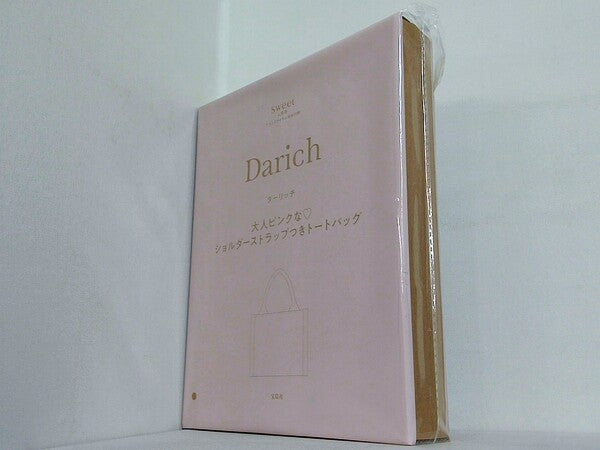 sweet
Darich
ダーリッチ
大人ピンクな♡
ショルダーストラップつきトートバッグ
宝島社